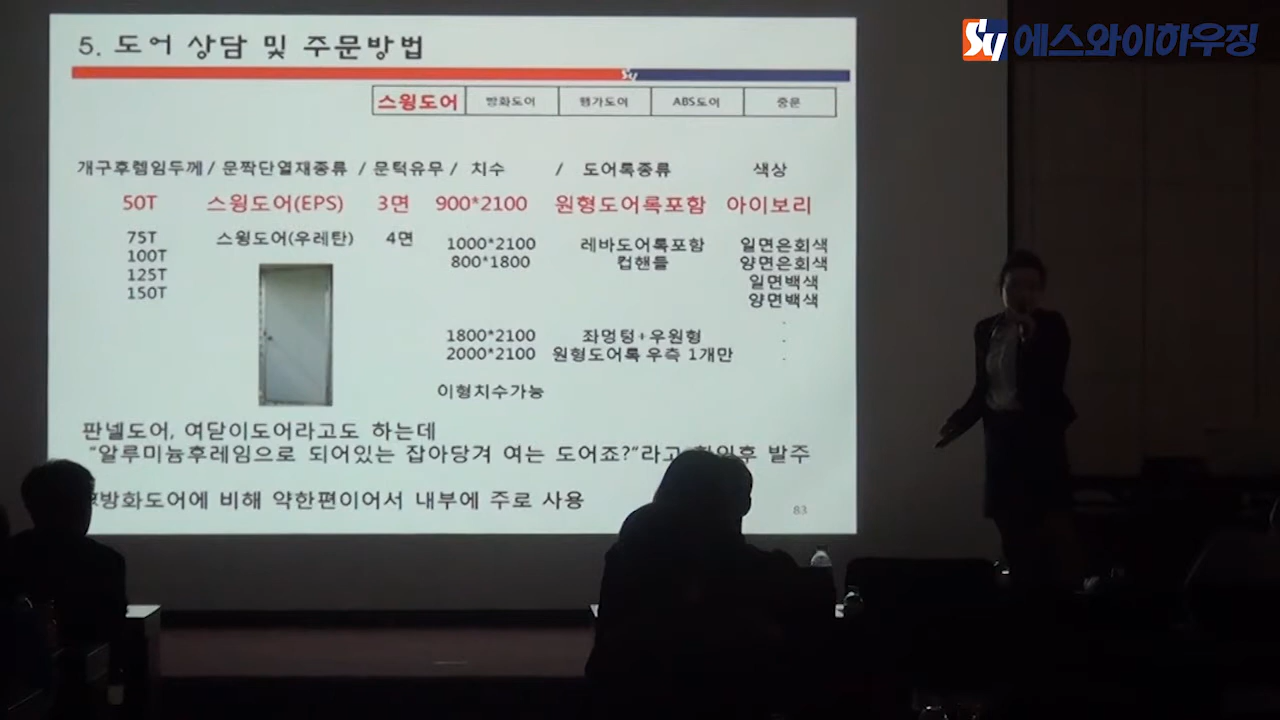 SY 에스와이하우징
5. 도어 상담 및 주문방법
SY
스윙도어 방화도어 행가도어 ABS도어 중문
개구후렘임두께 / 문짝단열재종류 / 문턱유무 / 치수 / 도어록종류 색상
50T 스윙도어(EPS) 3면 900*2100 원형도어록포함 아이보리
75T 스윙도어(우레탄) 4면 1000*2100 레바도어록포함 일면은회색
100T 800*1800 컵핸들 양면은회색
125T 일면백색
150T 양면백색
1800*2100 좌멍텅+우원형
2000*2100 원형도어록 우측 1개만
이형치수가능
판넬도어, 여닫이도어라고도 하는데
"알루미늄후레임으로 되어있는 잡아당겨 여는 도어죠?"라고 확인후 발주
방화도어에 비해 약한편이어서 내부에 주로 사용
83